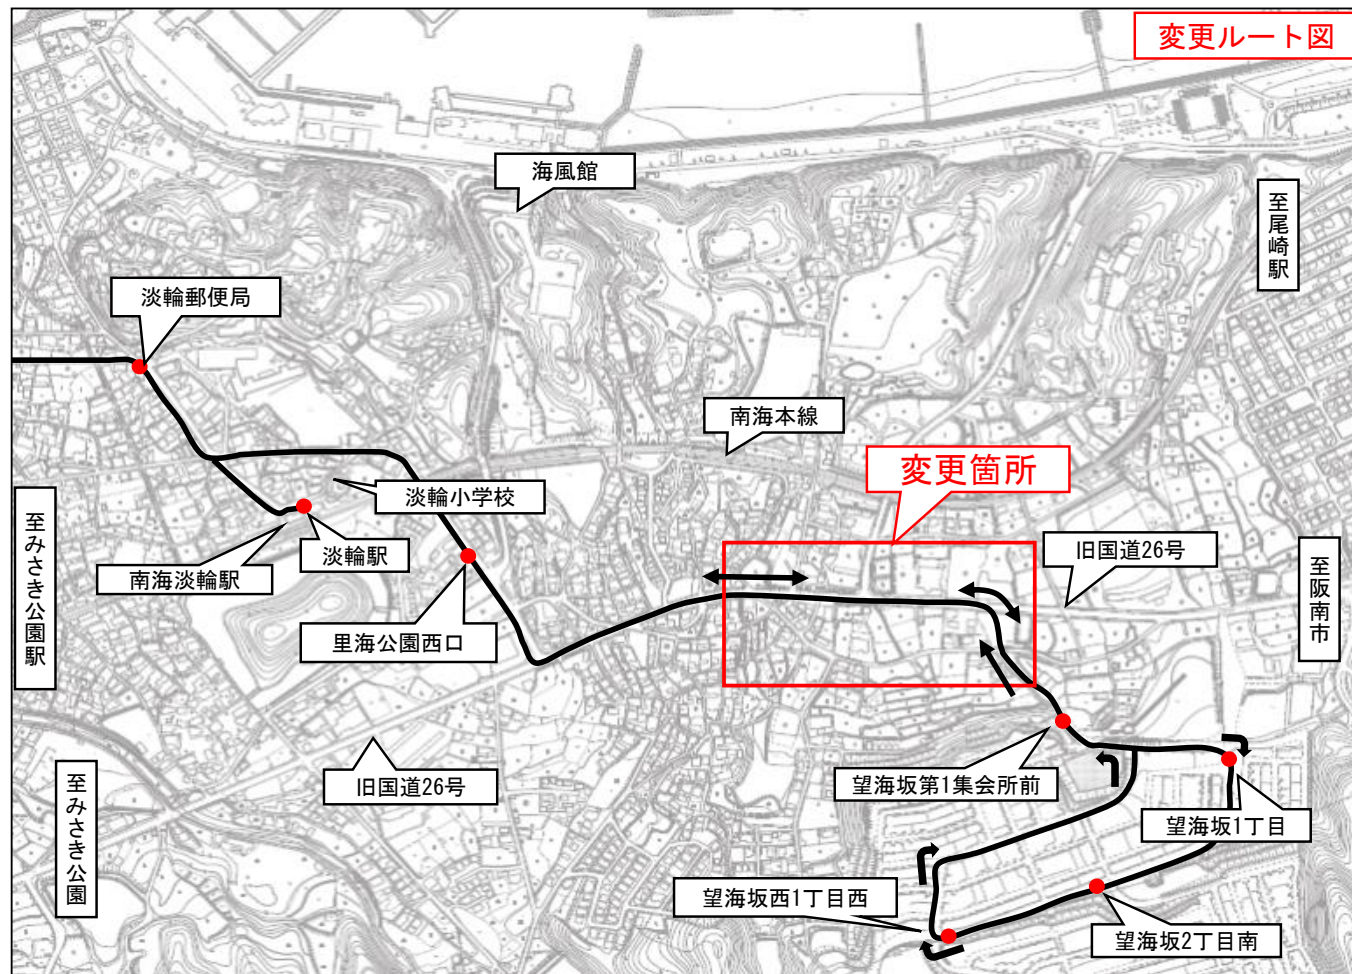 変更ルート図
海風館
至尾崎駅
淡輪郵便局
南海本線
変更箇所
淡輪小学校
至みさき公園駅
淡輪駅
旧国道26号
至阪南市
南海淡輪駅
里海公園西口
旧国道26号
望海坂第1集会所前
至みさき公園
望海坂1丁目
望海坂西1丁目西
望海坂2丁目南